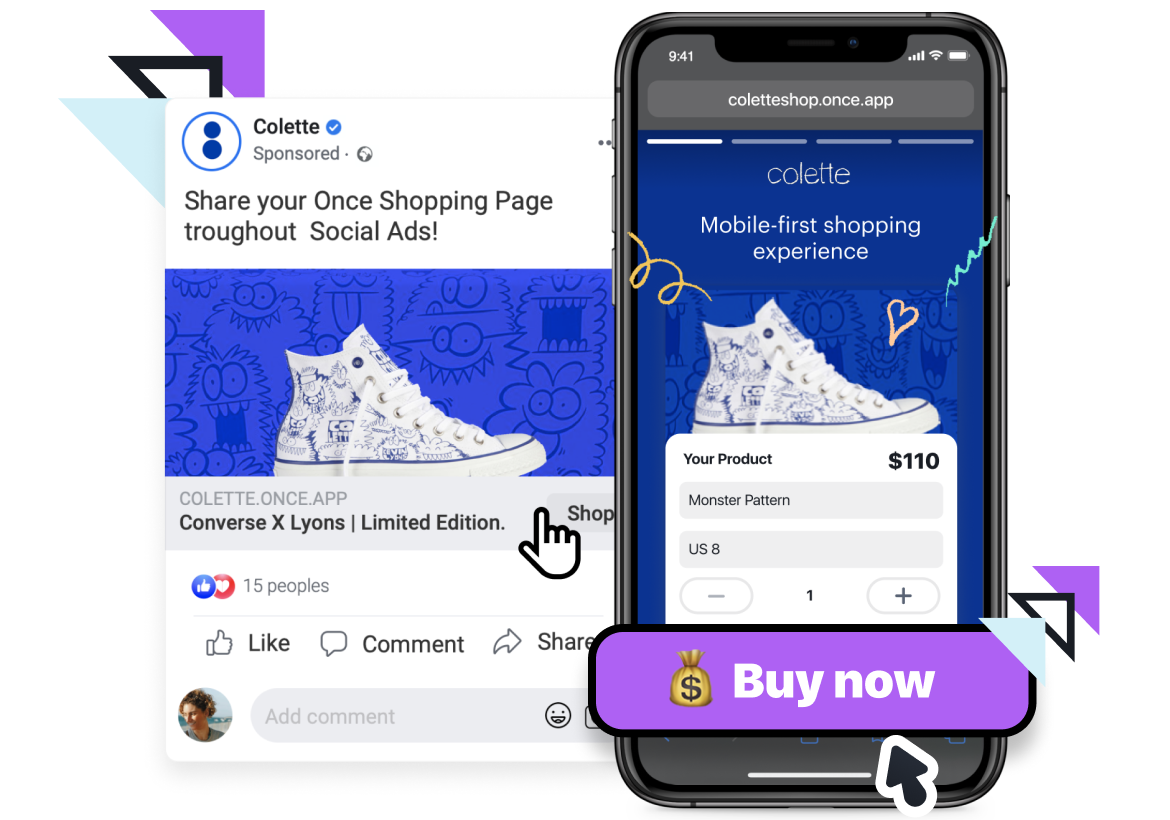 Colette
Sponsored ·
Share your Once Shopping Page
troughout Social Ads!
COLETTE.ONCE.APP
Converse X Lyons | Limited Edition.
Shop
15 peoples
Like
Comment
Share
Add comment
9:41
coletteshop.once.app
colette
Mobile-first shopping
experience
Your Product
$110
Monster Pattern
US 8
1
Buy now